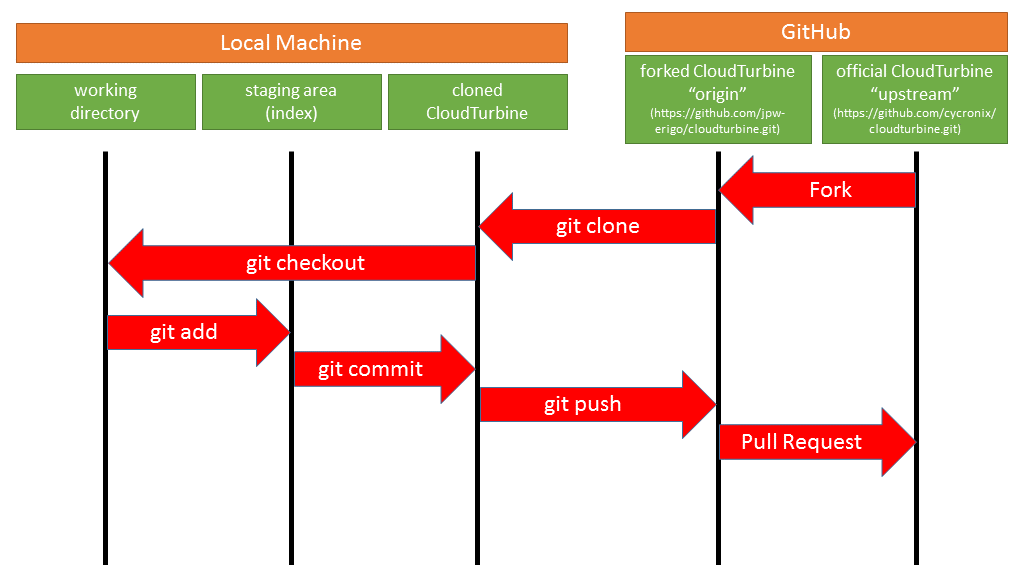 Local Machine
GitHub
working
directory
staging area
(index)
cloned
CloudTurbine
forked CloudTurbine
“origin”
(https://github.com/jpw-
erigo/cloudturbine.git)
official CloudTurbine
“upstream”
(https://github.com/cycronix/
cloudturbine.git)
Fork
git clone
git checkout
git add
git commit
git push
Pull Request